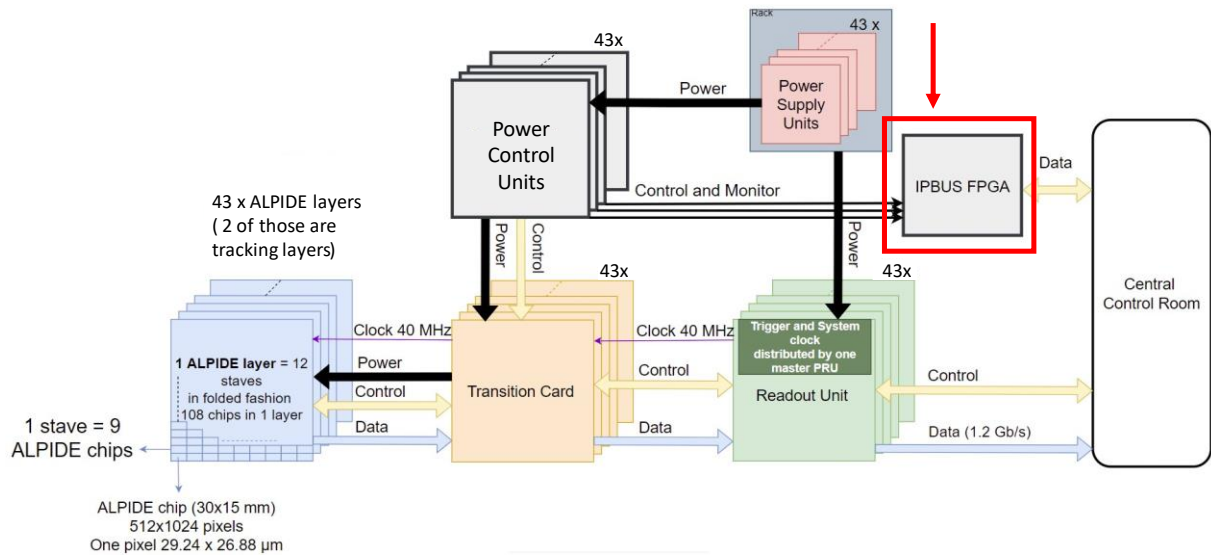 Rack
43 x
43x
Power
Supply
Units
Power
Power
Control
Units
IPBUS FPGA
Data
Control and Monitor
43 x ALPIDE layers
( 2 of those are
tracking layers)
Power
Control
Power
43x
43x
Central
Control Room
Clock 40 MHz
Clock 40 MHz
Trigger and System
clock
distributed by one
master PRU
1 ALPIDE layer = 12
staves
in folded fashion
108 chips in 1 layer
Power
Control
Transition Card
Control
Readout Unit
Control
Data
Data
Data (1.2 Gb/s)
1 stave = 9
ALPIDE chips
ALPIDE chip (30x15 mm)
512x1024 pixels
One pixel 29.24 x 26.88 μm